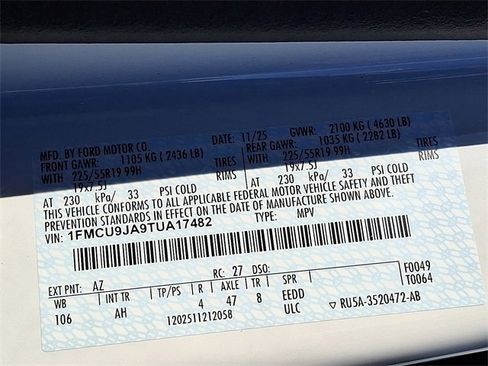 MFD. BY FORD MOTOR CO. 11/25 GVWR: 2100 KG ( 4630 LB)
FRONT GAWR: 1105 KG ( 2436 LB) REAR GAWR: 1035 KG ( 2282 LB)
WITH 225/55R19 99H TIRES WITH 225/55R19 99H TIRES
19x7.5J RIMS 19x7.5J RIMS
AT 230 kPa/ 33 PSI COLD AT 230 kPa/ 33 PSI COLD
THIS VEHICLE CONFORMS TO ALL APPLICABLE FEDERAL MOTOR VEHICLE SAFETY AND THEFT
PREVENTION STANDARDS IN EFFECT ON THE DATE OF MANUFACTURE SHOWN ABOVE.
VIN: 1FMCU9JA9TUA17482 TYPE: MPV
EXT PNT: AZ RC: 27 DSO: F0049
WB INT TR TP/PS R AXLE TR SPR T0064
106 AH 4 47 8 EEDD
1202511212058 ULC RU5A-3520472-AB